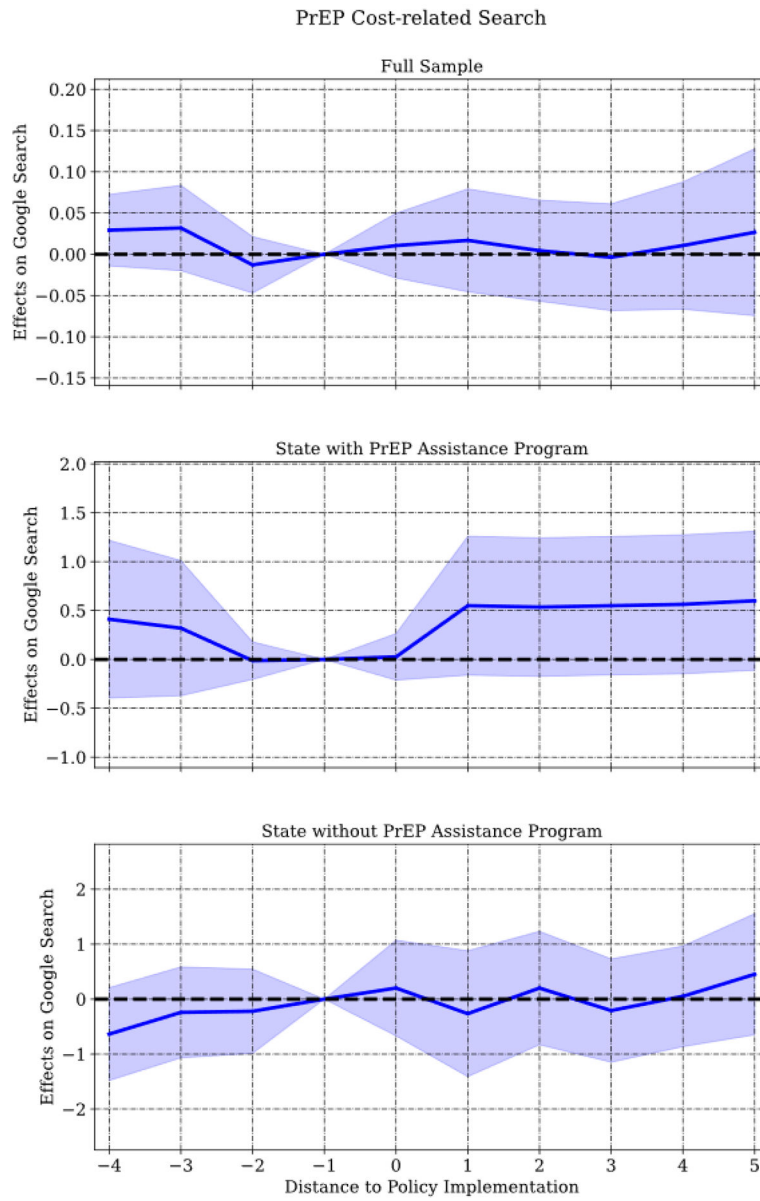 PrEP Cost-related Search
Full Sample
Effects on Google Search
0.20
0.15
0.10
0.05
0.00
−0.05
−0.10
−0.15
State with PrEP Assistance Program
Effects on Google Search
2.0
1.5
1.0
0.5
0.0
−0.5
−1.0
State without PrEP Assistance Program
Effects on Google Search
2
1
0
−1
−2
−4 −3 −2 −1 0 1 2 3 4 5
Distance to Policy Implementation